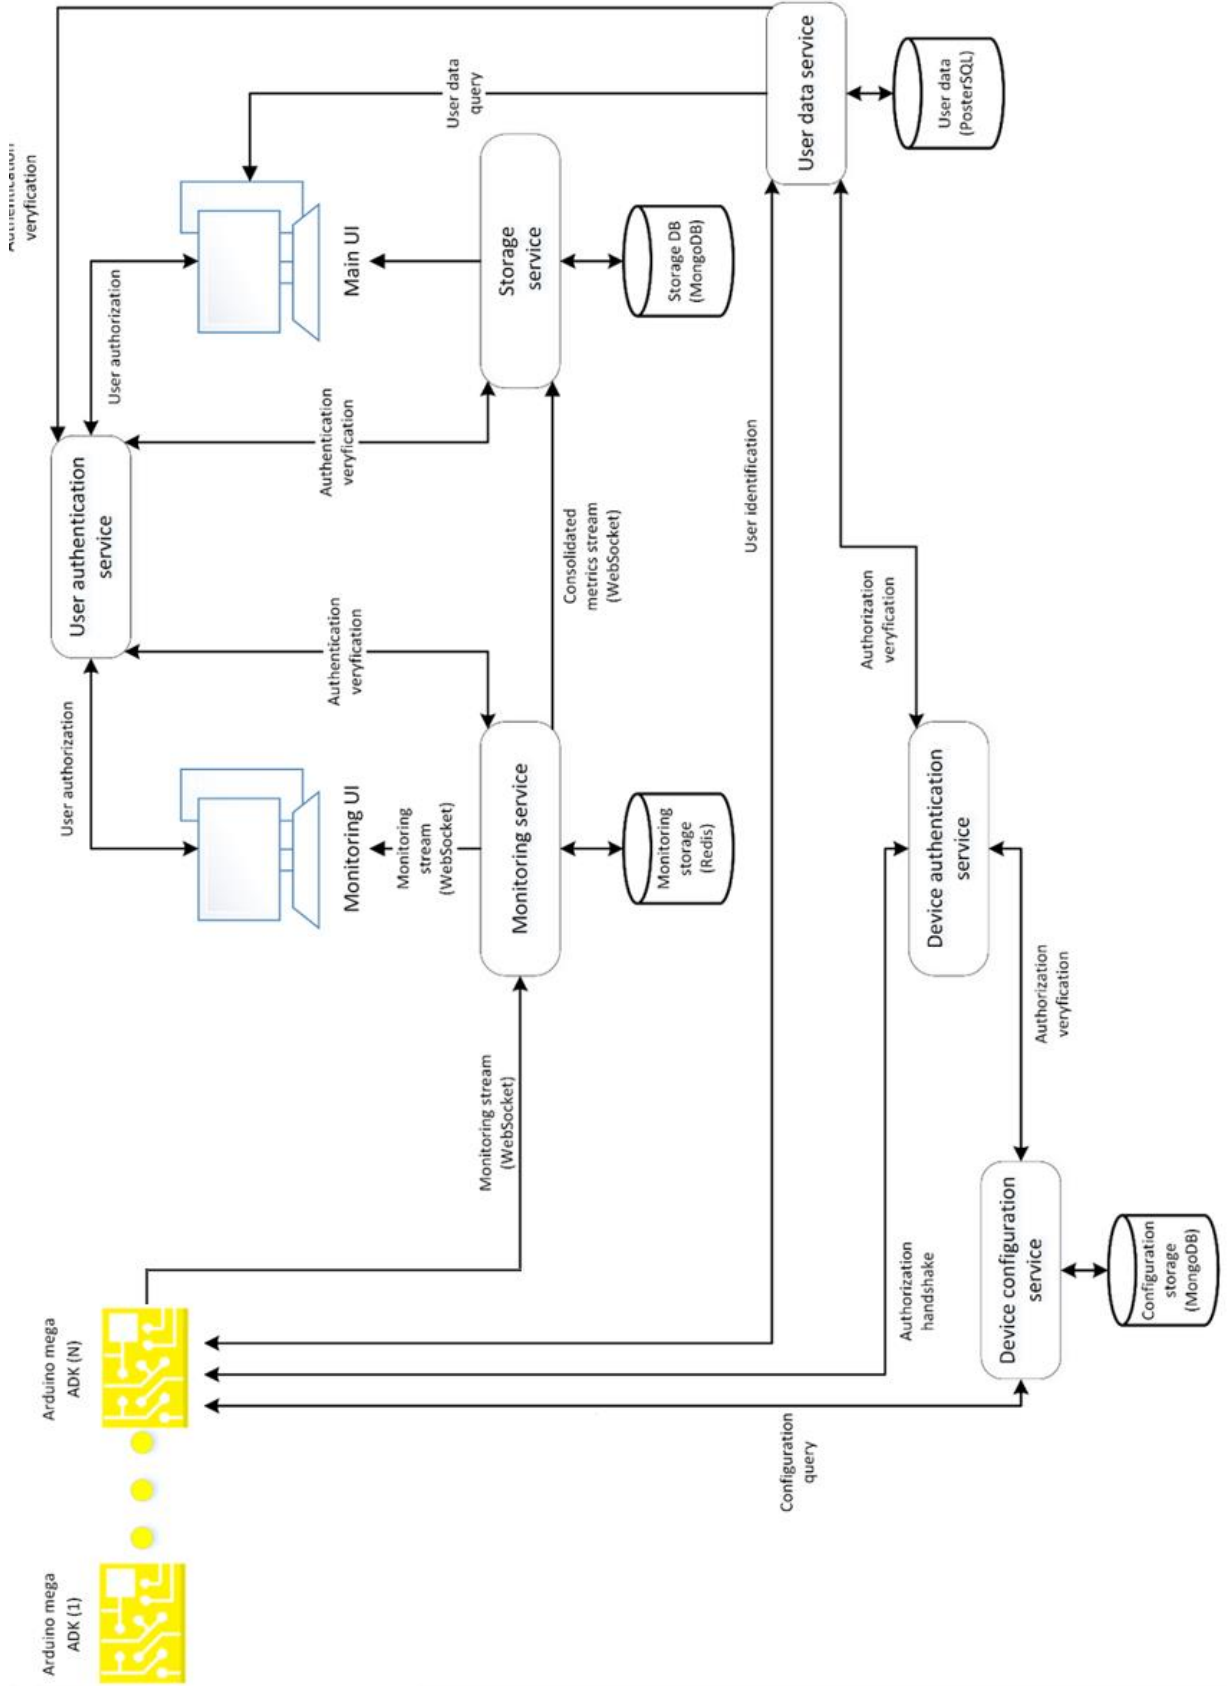 Arduino mega
ADK (1)
Arduino mega
ADK (N)
User authorization
User authentication
service
User authorization
Authentication
veryfication
Monitoring UI
Main UI
Monitoring
stream
(WebSocket)
Authentication
veryfication
Authentication
veryfication
User data
query
Monitoring stream
(WebSocket)
Monitoring service
Consolidated
metrics stream
(WebSocket)
Storage
service
Monitoring
storage
(Redis)
Storage DB
(MongoDB)
User identification
User data service
User data
(PosterSQL)
Configuration
query
Authorization
handshake
Device authentication
service
Authorization
veryfication
Device configuration
service
Authorization
veryfication
Configuration
storage
(MongoDB)